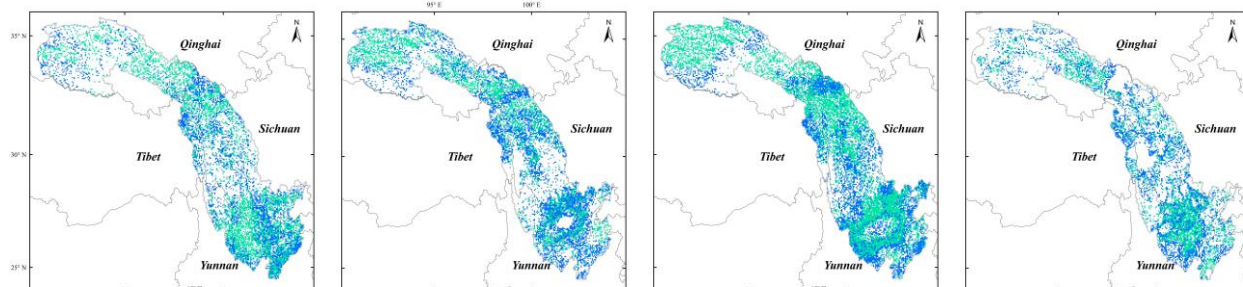 95° E 100° E
N N N N
35°N Qinghai Qinghai Qinghai Qinghai
Sichuan Sichuan Sichuan Sichuan
30°N Tibet Tibet Tibet Tibet
25°N Yunnan Yunnan Yunnan Yunnan